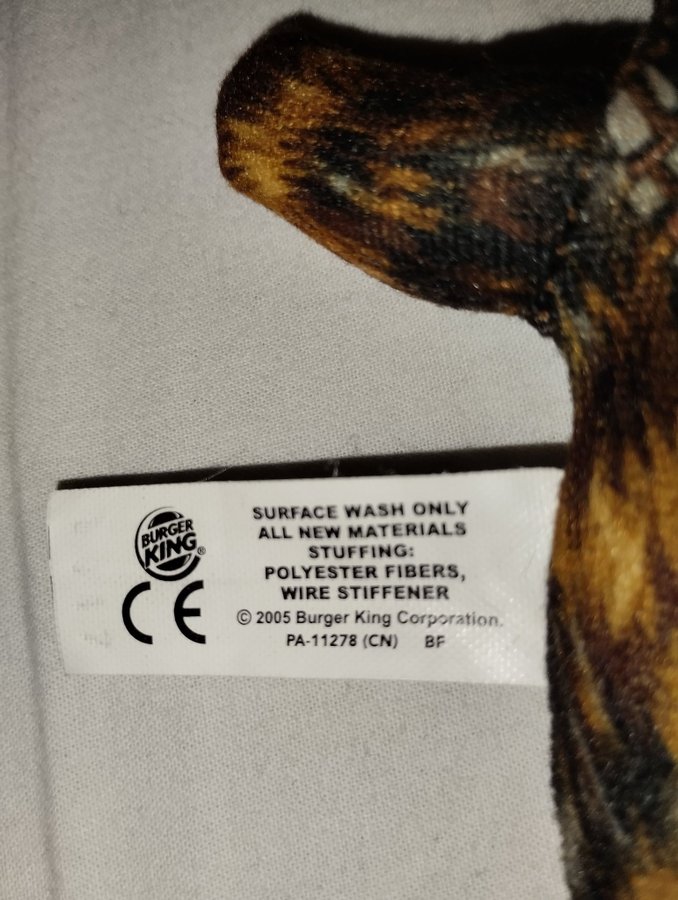 BURGER
KING®
CE
SURFACE WASH ONLY
ALL NEW MATERIALS
STUFFING:
POLYESTER FIBERS,
WIRE STIFFENER
© 2005 Burger King Corporation.
PA-11278 (CN) BF